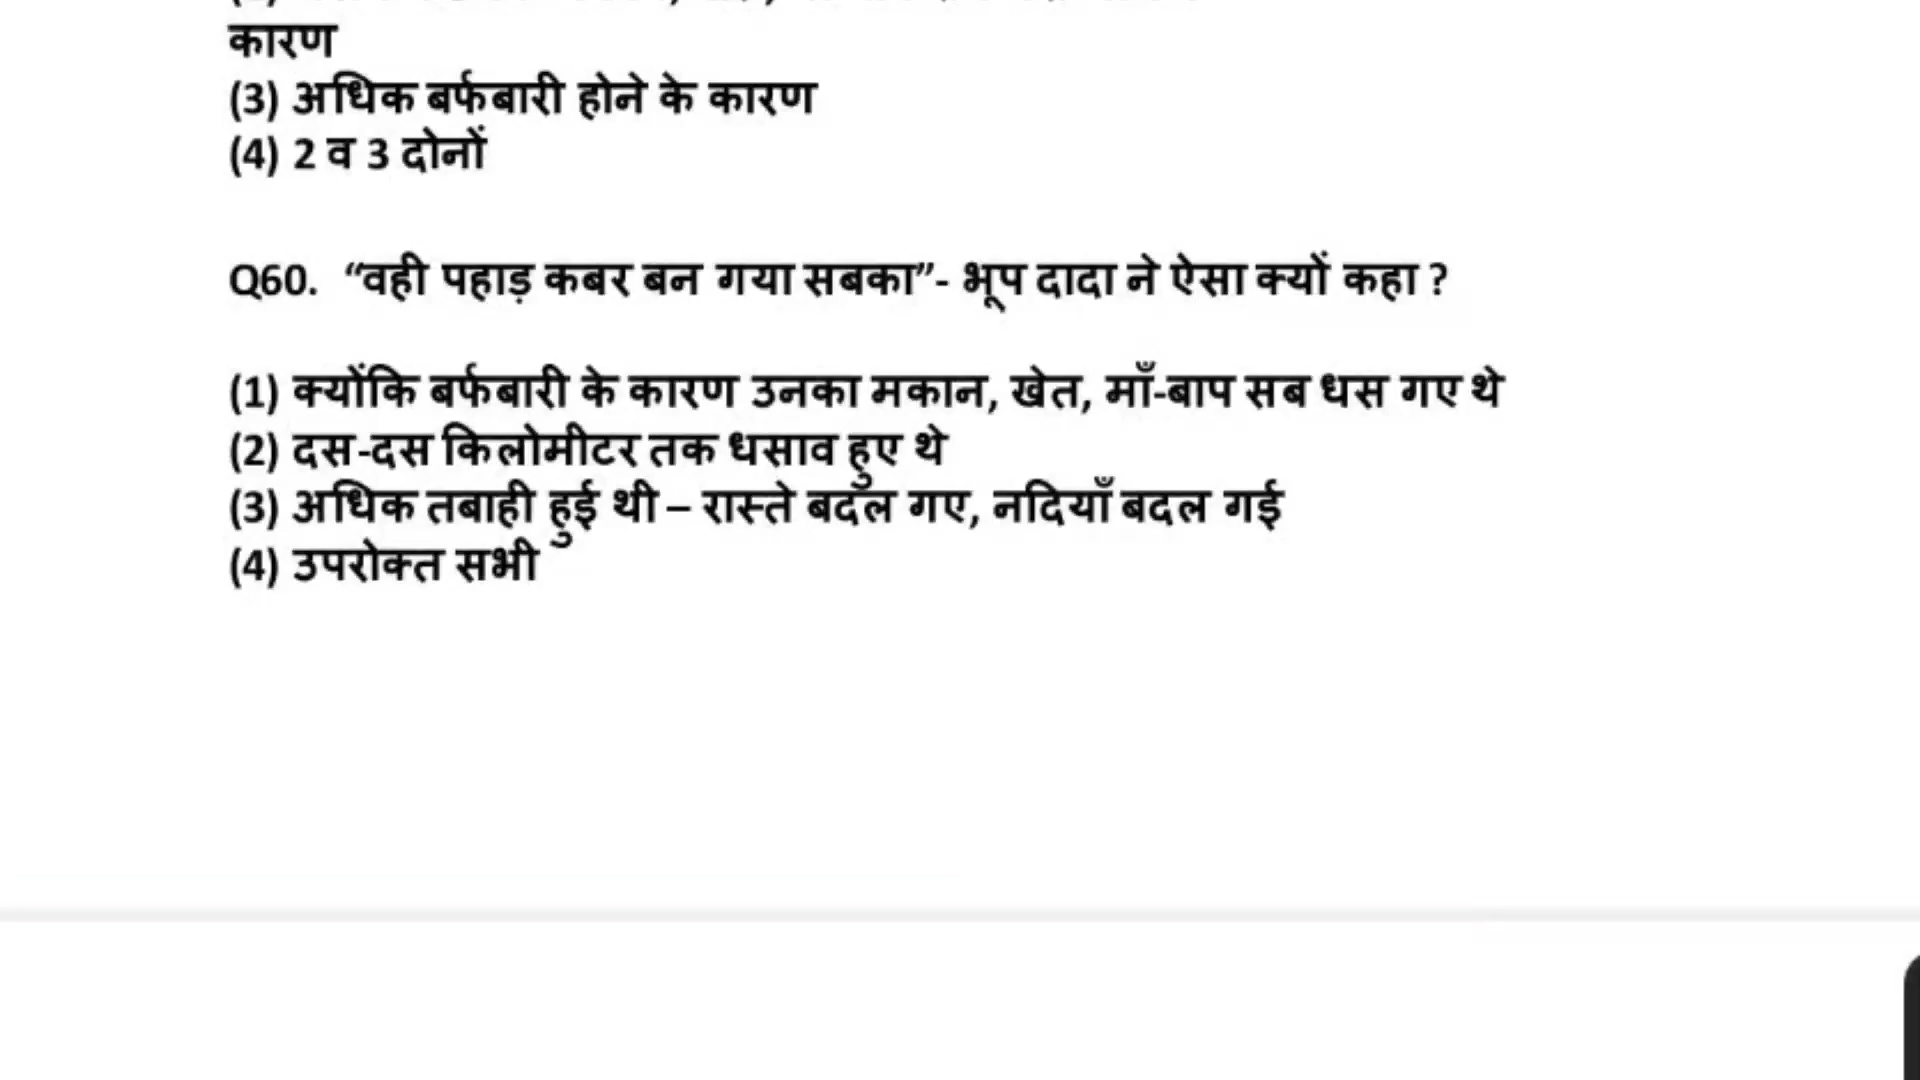 कारण
(3) अधिक बर्फबारी होने के कारण
(4) 2 व 3 दोनों
Q60. “वही पहाड़ कबर बन गया सबका”- भूप दादा ने ऐसा क्यों कहा ?
(1) क्योंकि बर्फबारी के कारण उनका मकान, खेत, माँ-बाप सब धस गए थे
(2) दस-दस किलोमीटर तक धसाव हुए थे
(3) अधिक तबाही हुई थी – रास्ते बदल गए, नदियाँ बदल गई
(4) उपरोक्त सभी